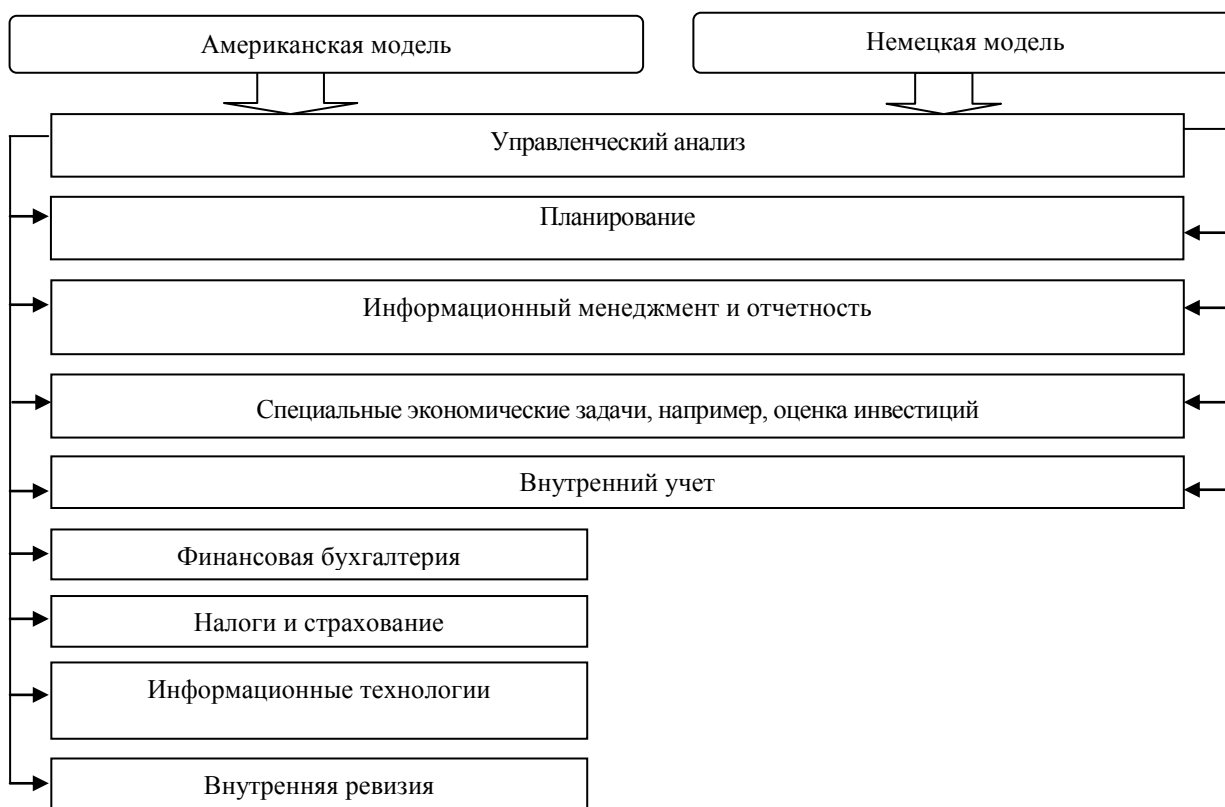 Американская модель
Немецкая модель
Управленческий анализ
Планирование
Информационный менеджмент и отчетность
Специальные экономические задачи, например, оценка инвестиций
Внутренний учет
Финансовая бухгалтерия
Налоги и страхование
Информационные технологии
Внутренняя ревизия